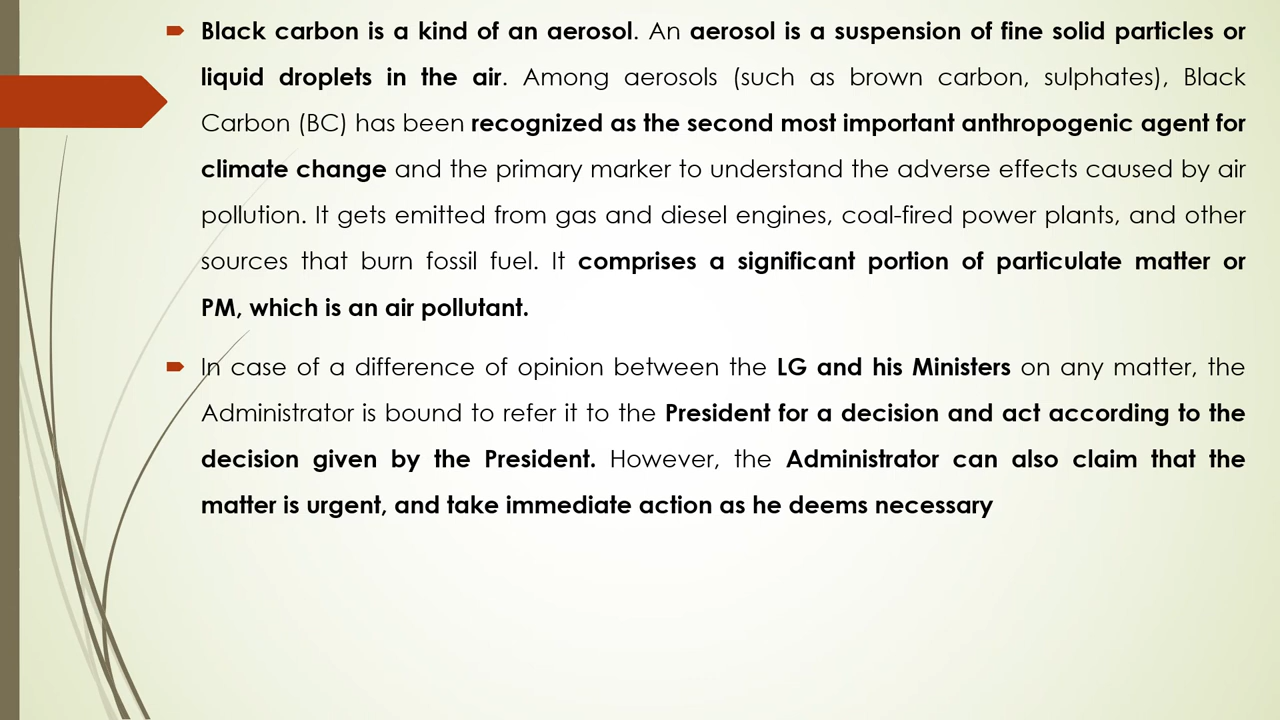 Black carbon is a kind of an aerosol. An aerosol is a suspension of fine solid particles or
liquid droplets in the air. Among aerosols (such as brown carbon, sulphates), Black
Carbon (BC) has been recognized as the second most important anthropogenic agent for
climate change and the primary marker to understand the adverse effects caused by air
pollution. It gets emitted from gas and diesel engines, coal-fired power plants, and other
sources that burn fossil fuel. It comprises a significant portion of particulate matter or
PM, which is an air pollutant.
In case of a difference of opinion between the LG and his Ministers on any matter, the
Administrator is bound to refer it to the President for a decision and act according to the
decision given by the President. However, the Administrator can also claim that the
matter is urgent, and take immediate action as he deems necessary